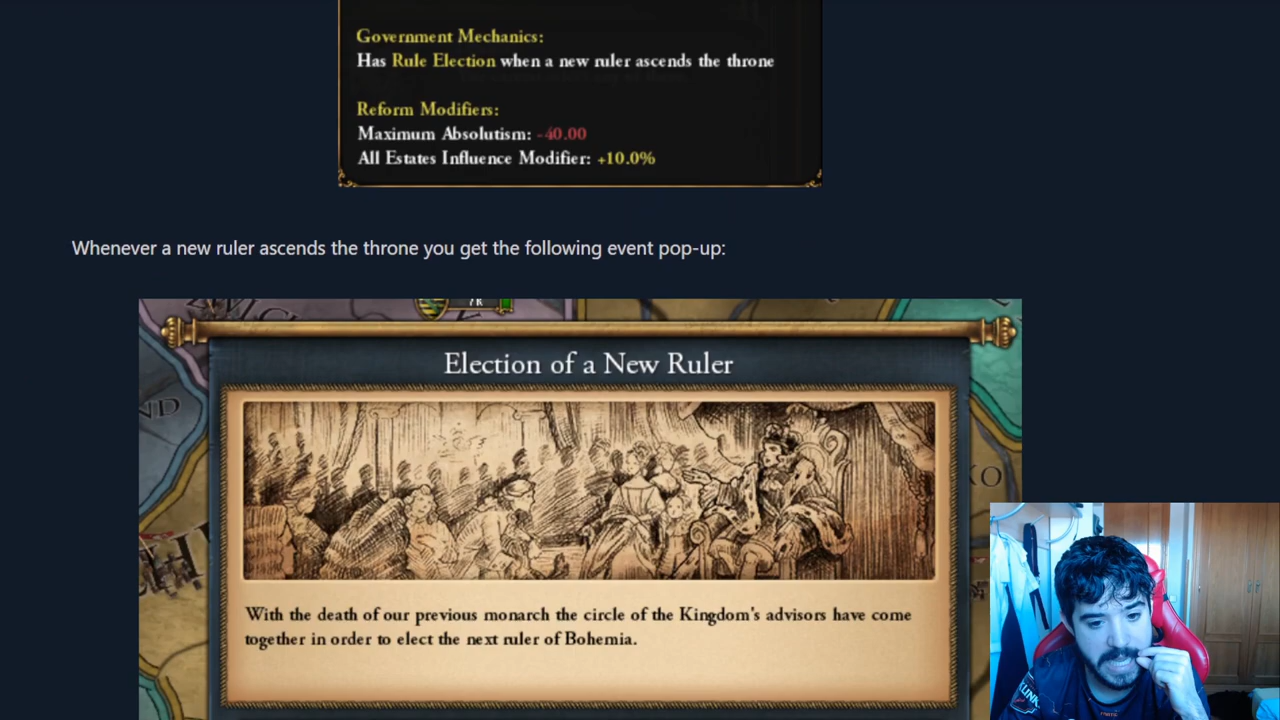 Government Mechanics:
Has Rule Election when a new ruler ascends the throne
Reform Modifiers:
Maximum Absolutism: -40.00
All Estates Influence Modifier: +10.0%
Whenever a new ruler ascends the throne you get the following event pop-up:
Election of a New Ruler
With the death of our previous monarch the circle of the Kingdom's advisors have come
together in order to elect the next ruler of Bohemia.